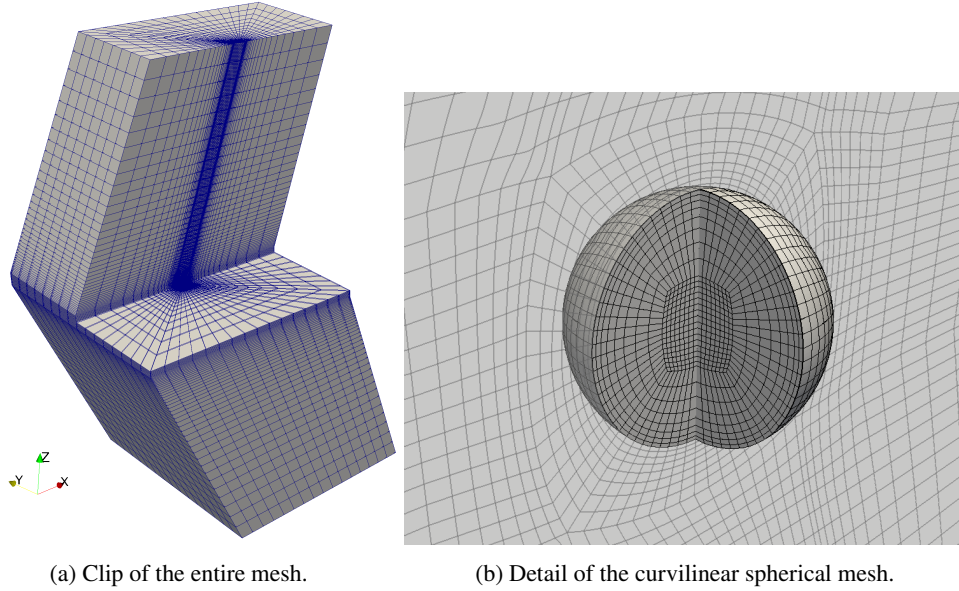 Z
Y X
(a) Clip of the entire mesh.
(b) Detail of the curvilinear spherical mesh.